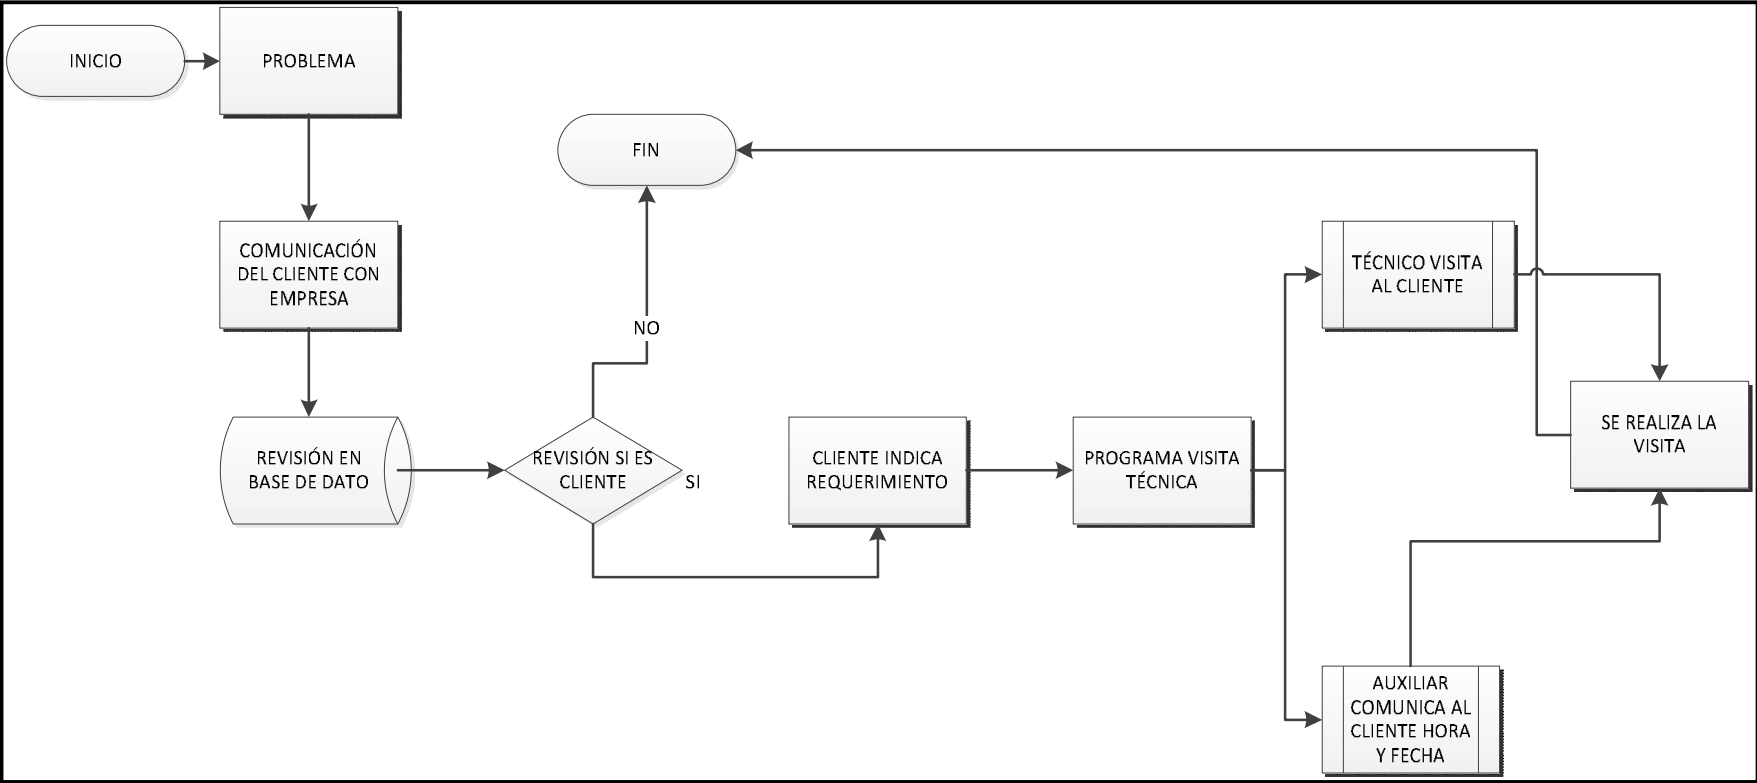 INICIO
PROBLEMA
COMUNICACIÓN
DEL CLIENTE CON
EMPRESA
REVISIÓN EN
BASE DE DATO
REVISIÓN SI ES
CLIENTE
NO
FIN
SI
CLIENTE INDICA
REQUERIMIENTO
PROGRAMA VISITA
TÉCNICA
TÉCNICO VISITA
AL CLIENTE
AUXILIAR
COMUNICA AL
CLIENTE HORA
Y FECHA
SE REALIZA LA
VISITA